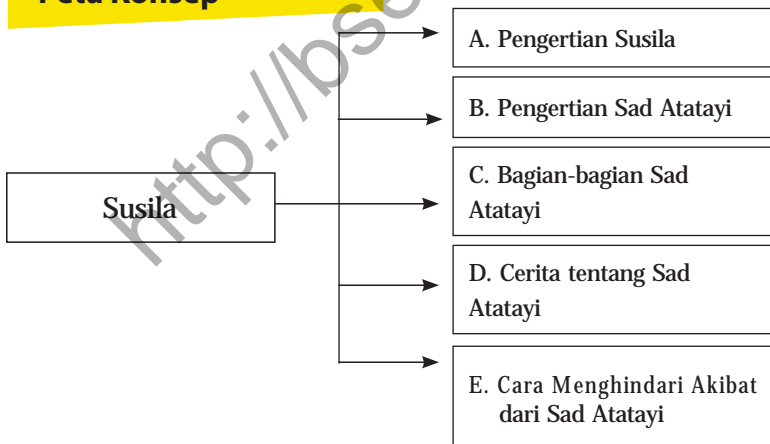 Peta Konsep
Susila
A. Pengertian Susila
B. Pengertian Sad Atatayi
C. Bagian-bagian Sad
Atatayi
D. Cerita tentang Sad
Atatayi
E. Cara Menghindari Akibat
dari Sad Atatayi
http://bse